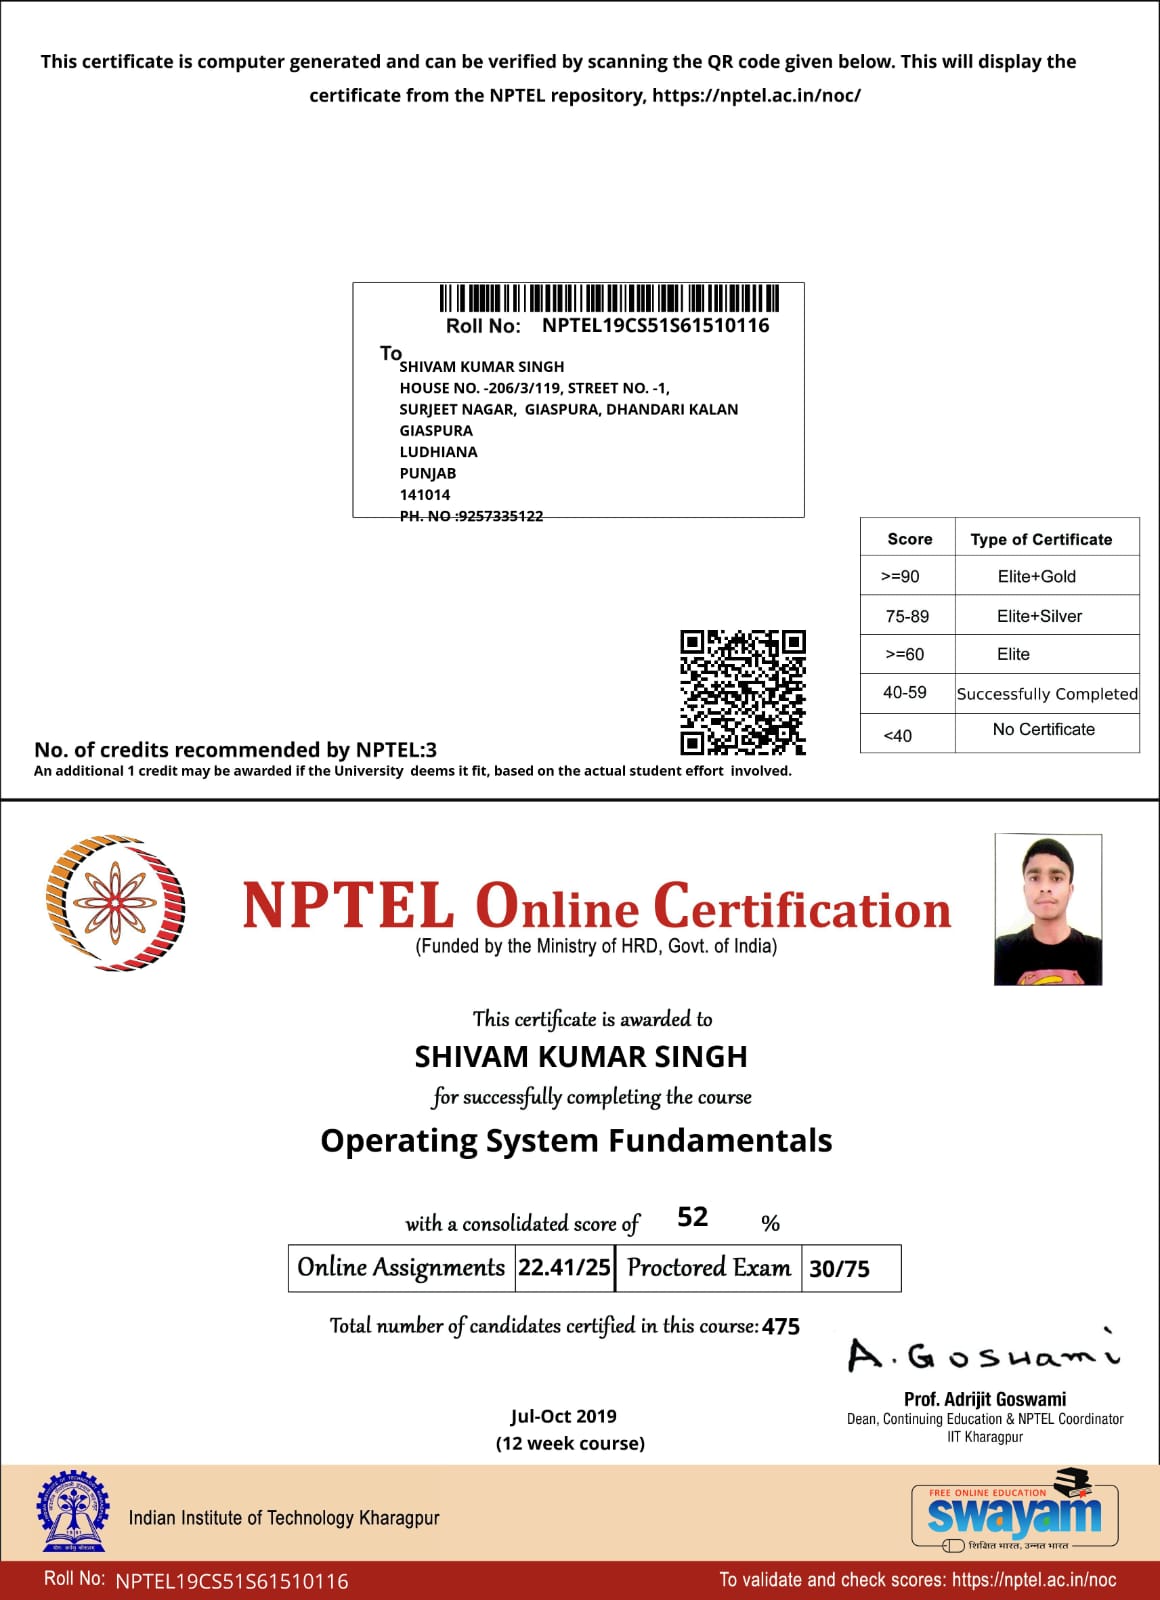 This certificate is computer generated and can be verified by scanning the QR code given below. This will display the
certificate from the NPTEL repository, https://nptel.ac.in/noc/
Roll No: NPTEL19CS51S61510116
To
SHIVAM KUMAR SINGH
HOUSE NO. -206/3/119, STREET NO. -1,
SURJEET NAGAR, GIASPURA, DHANDARI KALAN
GIASPURA
LUDHIANA
PUNJAB
141014
PH. NO :9257335122
Score Type of Certificate
>=90 Elite+Gold
75-89 Elite+Silver
>=60 Elite
40-59 Successfully Completed
<40 No Certificate
No. of credits recommended by NPTEL:3
An additional 1 credit may be awarded if the University deems it fit, based on the actual student effort involved.
NPTEL Online Certification
(Funded by the Ministry of HRD, Govt. of India)
This certificate is awarded to
SHIVAM KUMAR SINGH
for successfully completing the course
Operating System Fundamentals
with a consolidated score of 52 %
Online Assignments 22.41/25 Proctored Exam 30/75
Total number of candidates certified in this course: 475
A. Goswami
Prof. Adrijit Goswami
Dean, Continuing Education & NPTEL Coordinator
IIT Kharagpur
Jul-Oct 2019
(12 week course)
Indian Institute of Technology Kharagpur
FREE ONLINE EDUCATION
swayam
शिक्षित भारत, उन्नत भारत
Roll No: NPTEL19CS51S61510116
To validate and check scores: https://nptel.ac.in/noc